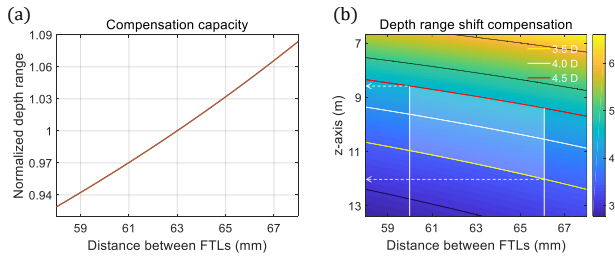 (a)
Compensation capacity
1.09
1.06
1.03
1
0.97
0.94
Normalized depth range
59 61 63 65 67
Distance between FTLs (mm)
(b)
Depth range shift compensation
7
9
11
13
z-axis (m)
3.5 D
4.0 D
4.5 D
59 61 63 65 67
Distance between FTLs (mm)
6
5
4
3
2